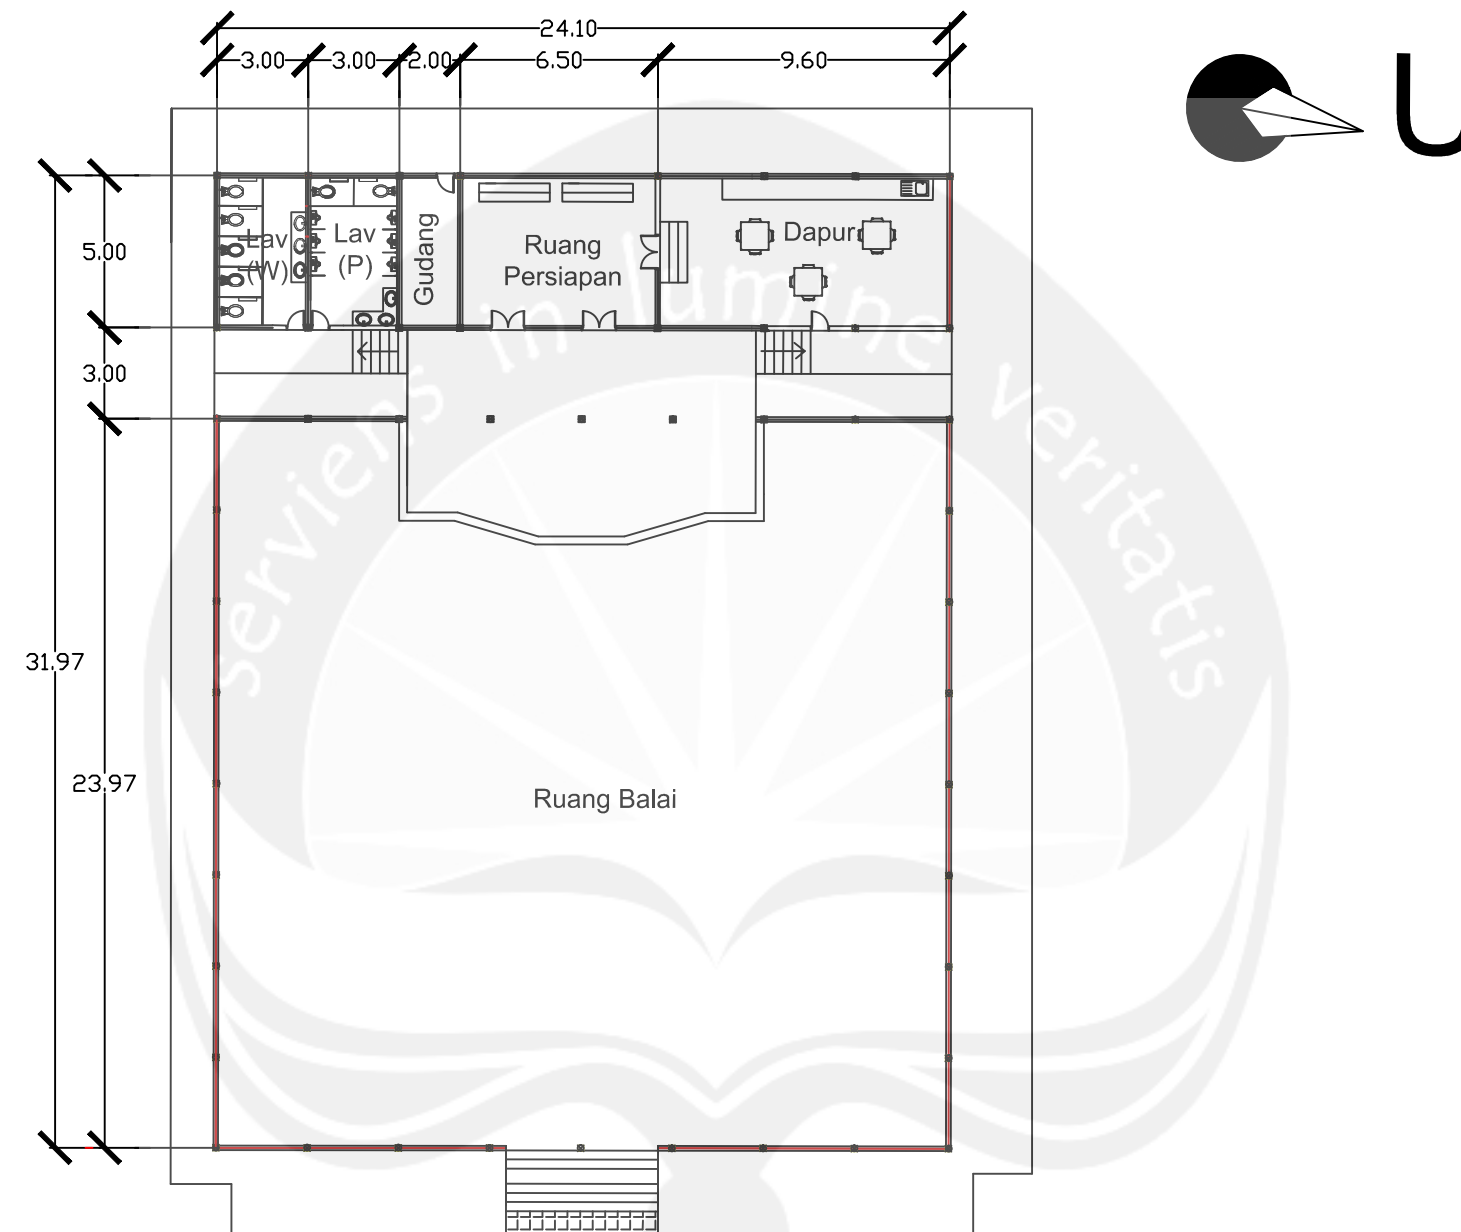 24.10
3.00 3.00 2.00 6.50 9.60
U
5.00
Lav
(W)
Lav
(P)
Gudang
Ruang
Persiapan
Dapur
3.00
31.97
23.97
Ruang Balai
serviens in lumine veritatis